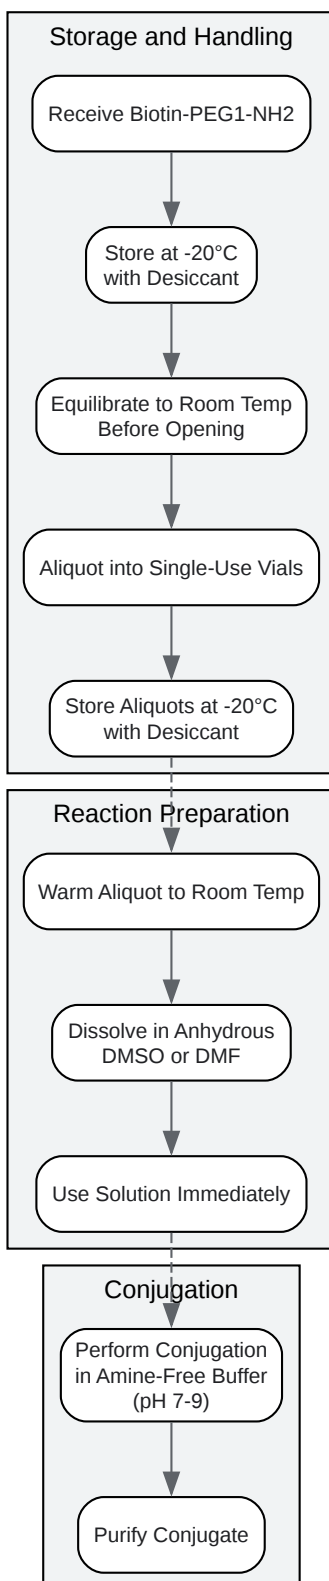 Storage and Handling
Receive Biotin-PEG1-NH2
Store at -20°C
with Desiccant
Equilibrate to Room Temp
Before Opening
Aliquot into Single-Use Vials
Store Aliquots at -20°C
with Desiccant
Reaction Preparation
Warm Aliquot to Room Temp
Dissolve in Anhydrous
DMSO or DMF
Use Solution Immediately
Conjugation
Perform Conjugation
in Amine-Free Buffer
(pH 7-9)
Purify Conjugate